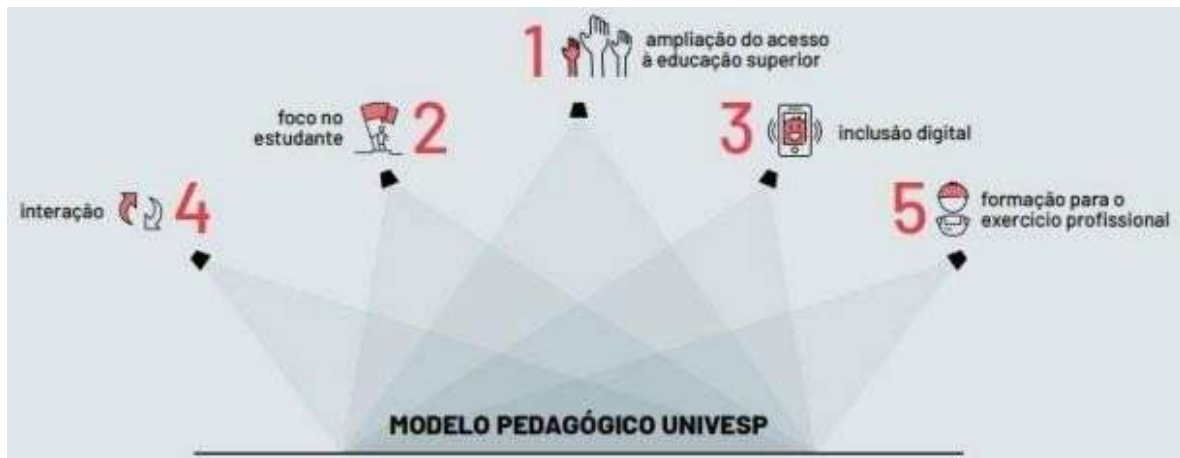 1
ampliação do acesso
à educação superior
foco no
estudante
2
3
inclusão digital
interação
4
5
formação para o
exercício profissional
MODELO PEDAGÓGICO UNIVESP